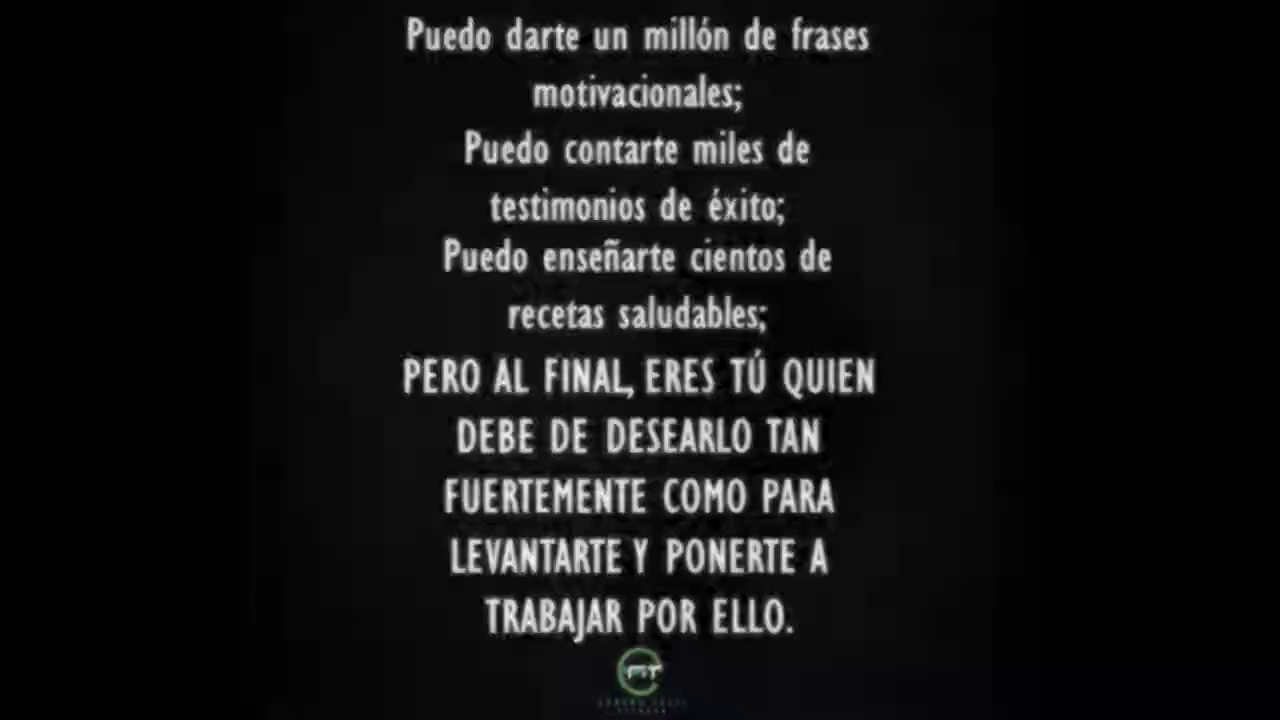 Puedo darte un millón de frases
motivacionales;
Puedo contarte miles de
testimonios de éxito;
Puedo enseñarte cientos de
recetas saludables;
PERO AL FINAL, ERES TÚ QUIEN
DEBE DE DESEARLO TAN
FUERTEMENTE COMO PARA
LEVANTARTE Y PONERTE A
TRABAJAR POR ELLO.